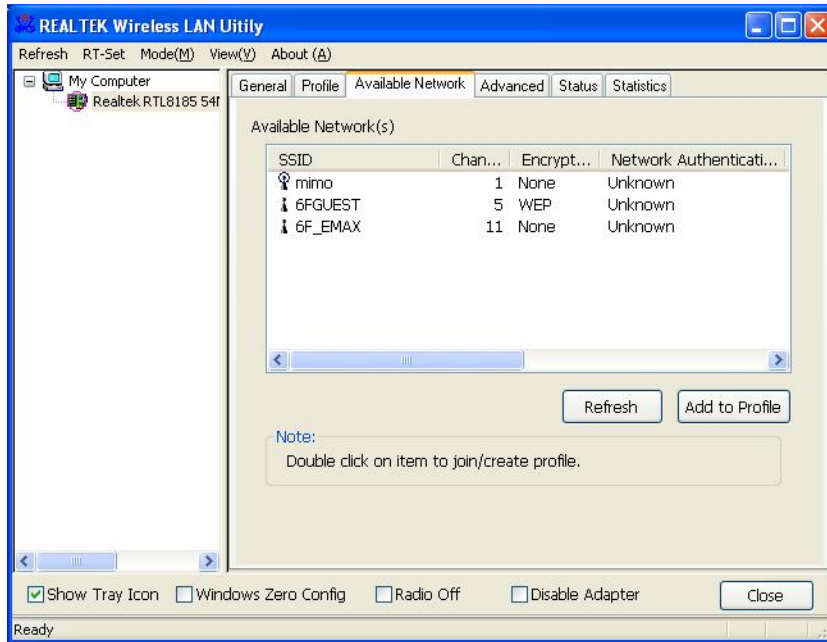 REALTEK Wireless LAN Uitily
Refresh RT-Set Mode(M) View(V) About (A)
My Computer
Realtek RTL8185 54M
General Profile Available Network Advanced Status Statistics
Available Network(s)
SSID Chan... Encrypt... Network Authenticati...
mimo 1 None Unknown
6FGUEST 5 WEP Unknown
6F_EMAX 11 None Unknown
Refresh Add to Profile
Note:
Double click on item to join/create profile.
Show Tray Icon Windows Zero Config Radio Off Disable Adapter Close
Ready